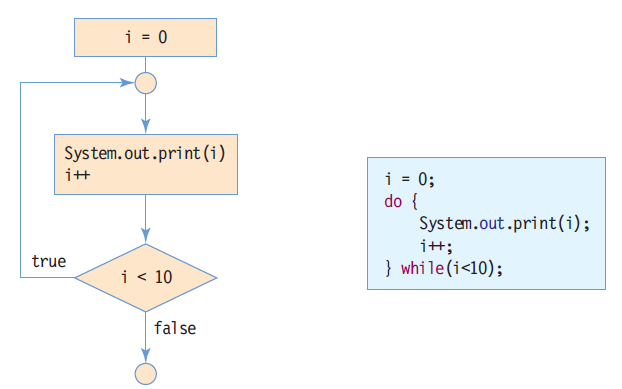 i = 0
System.out.print(i)
i++
true
i < 10
false
i = 0;
do {
System.out.print(i);
i++;
} while(i<10);